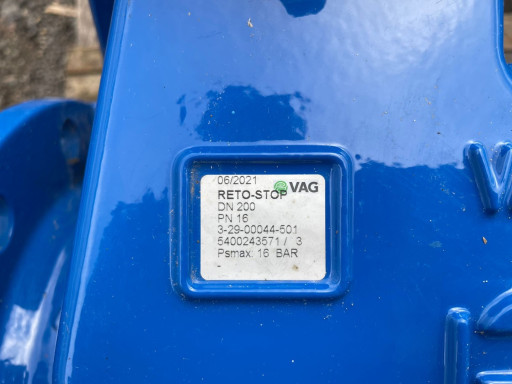 06/2021 VAG
RETO-STOP
DN 200
PN 16
3-29-00044-501
5400243571 / 3
Psmax. 16 BAR
-